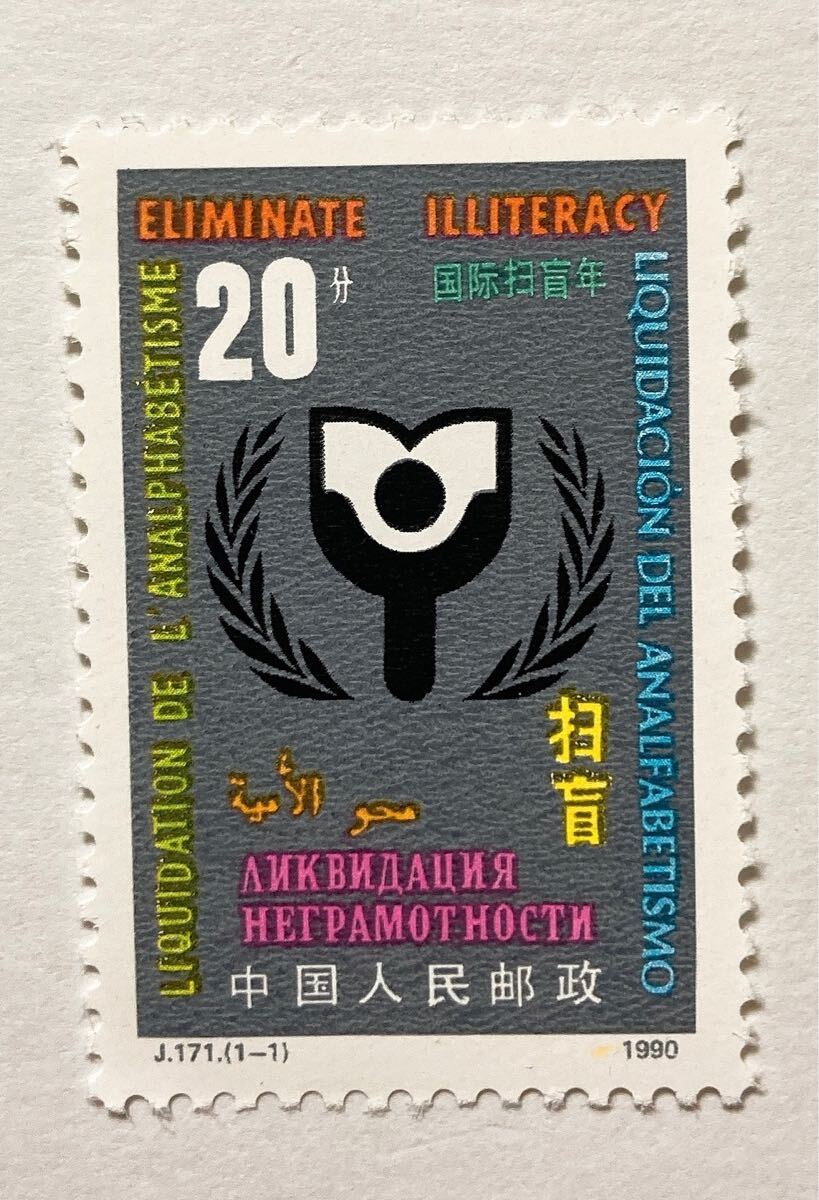 ELIMINATE ILLITERACY
20分
国际扫盲年
LIQUIDATION DE L'ANALPHABÉTISME
LIQUIDACIÓN DEL ANALFABETISMO
扫盲
محو الأمية
ЛИКВИДАЦИЯ
НЕГРАМОТНОСТИ
中国人民邮政
J.171.(1-1) 1990